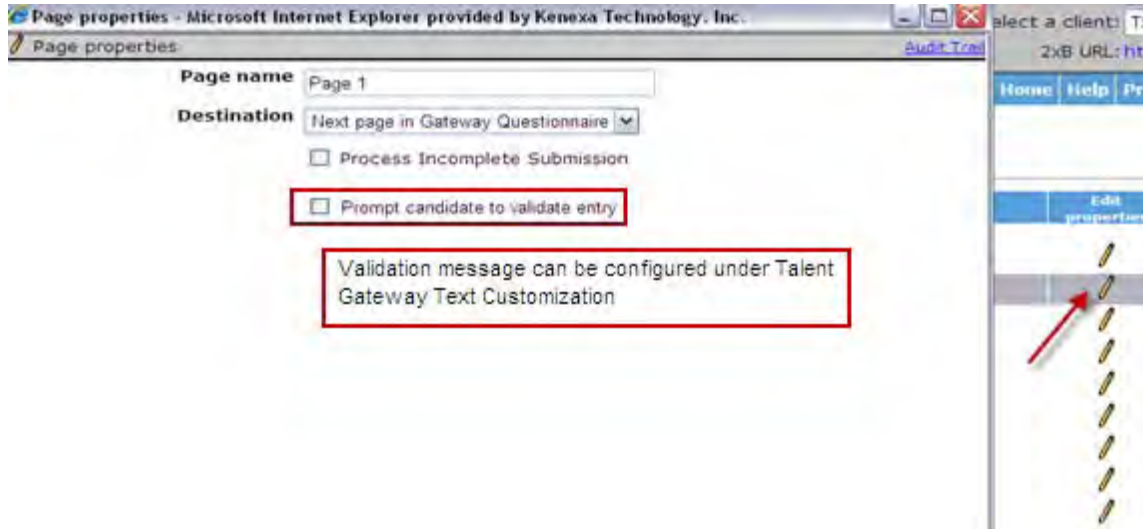 Page properties - Microsoft Internet Explorer provided by Kenexa Technology, Inc.
Page properties
Audit Trail
Page name
Page 1
Destination
Next page in Gateway Questionnaire
Process Incomplete Submission
Prompt candidate to validate entry
Validation message can be configured under Talent
Gateway Text Customization
elect a client: T
2xB URL: ht
Home Help Pr
Edit
properties